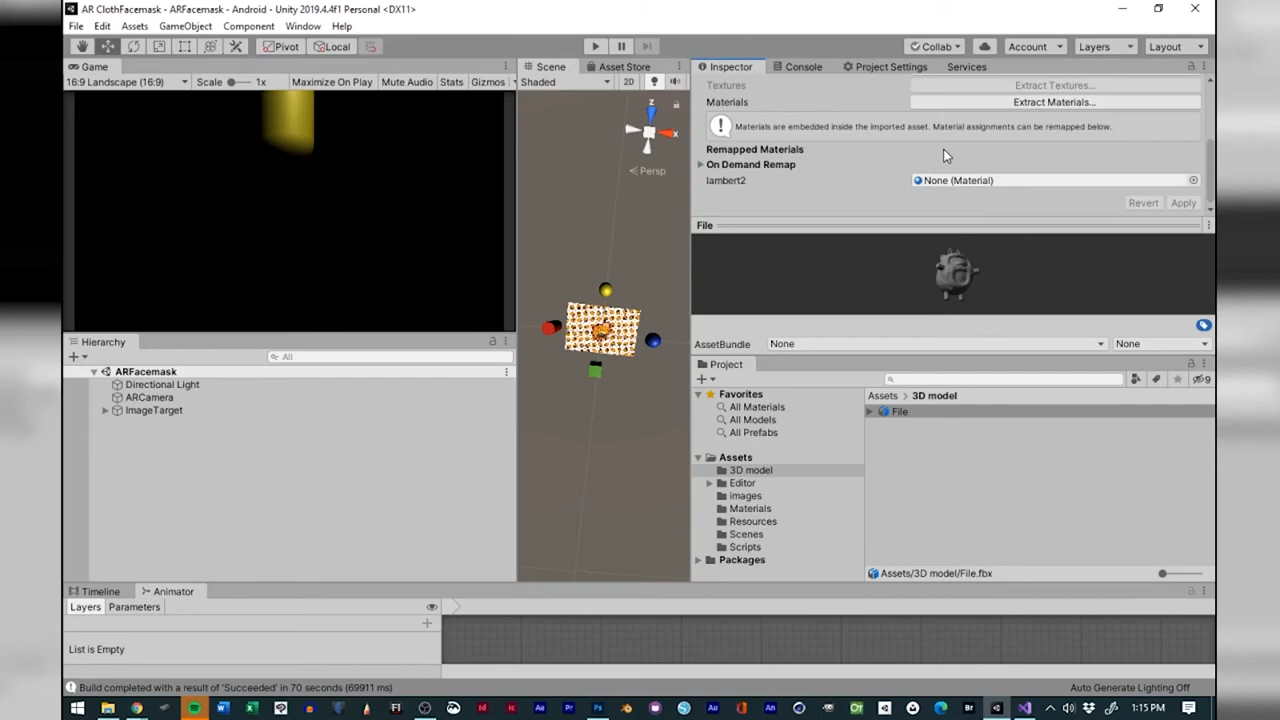 AR ClothFacemask - ARFacemask - Android - Unity 2019.4.4f1 Personal <DX11>
File Edit Assets GameObject Component Window Help
Pivot Local Collab Account Layers Layout
Game Scene Asset Store Inspector Console Project Settings Services
16:9 Landscape (16:9) Scale 1x Maximize On Play Mute Audio Stats Gizmos Shaded 2D
Textures Extract Textures...
Materials Extract Materials...
Materials are embedded inside the imported asset. Material assignments can be remapped below.
Remapped Materials
On Demand Remap
lambert2 None (Material)
Revert Apply
z
x
< Persp
File
AssetBundle None None
Hierarchy
All
ARFacemask
Directional Light
ARCamera
ImageTarget
Project
9
Favorites
All Materials
All Models
All Prefabs
Assets
3D model
Editor
images
Materials
Resources
Scenes
Scripts
Packages
Assets > 3D model
File
Assets/3D model/File.fbx
Timeline Animator
Layers Parameters
List is Empty
Build completed with a result of 'Succeeded' in 70 seconds (69911 ms)
Auto Generate Lighting Off
1:15 PM